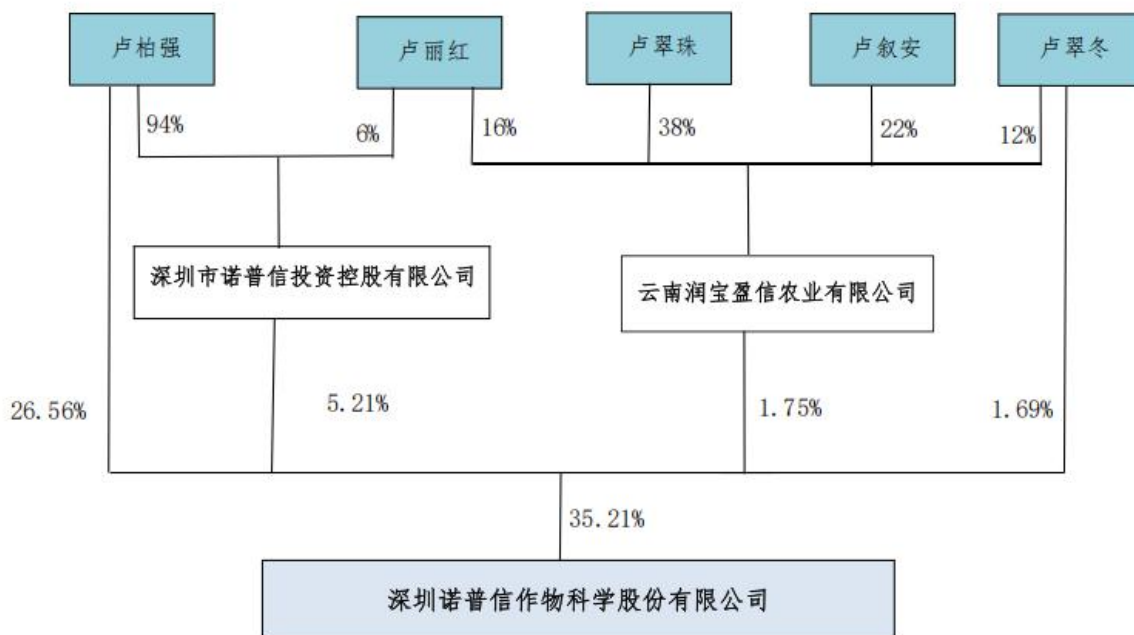 卢柏强
卢丽红
卢翠珠
卢叙安
卢翠冬
94%
6%
16%
38%
22%
12%
深圳市诺普信投资控股有限公司
云南润宝盈信农业有限公司
26.56%
5.21%
1.75%
1.69%
35.21%
深圳诺普信作物科学股份有限公司